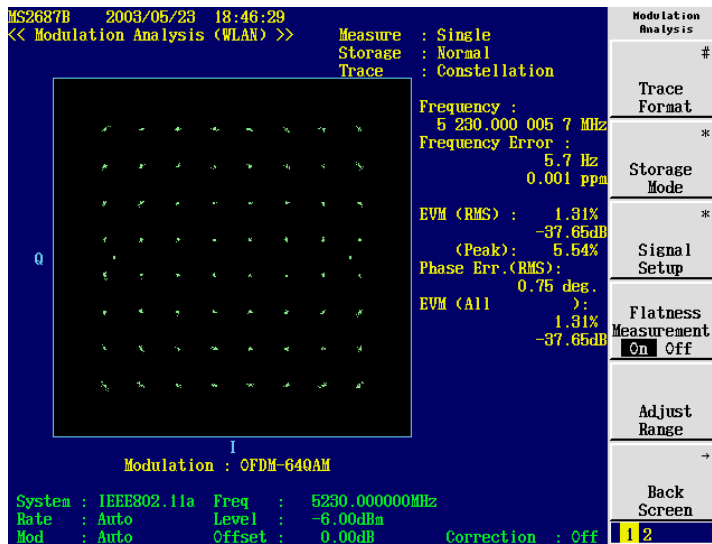 MS2687B 2003/05/23 18:46:29
<< Modulation Analysis (WLAN) >>
Measure : Single
Storage : Normal
Trace : Constellation
Frequency :
5 230.000 005 7 MHz
Frequency Error :
5.7 Hz
0.001 ppm
EVM (RMS) : 1.31%
-37.65dB
(Peak): 5.54%
Phase Err.(RMS):
0.75 deg.
EVM (All ):
1.31%
-37.65dB
Q
I
Modulation : OFDM-64QAM
System : IEEE802.11a Freq : 5230.000000MHz
Rate : Auto Level : -6.00dBm
Mod : Auto Offset : 0.00dB Correction : Off
Modulation
Analysis
#
Trace
Format
*
Storage
Mode
*
Signal
Setup
Flatness
Measurement
On Off
Adjust
Range
→
Back
Screen
1 2